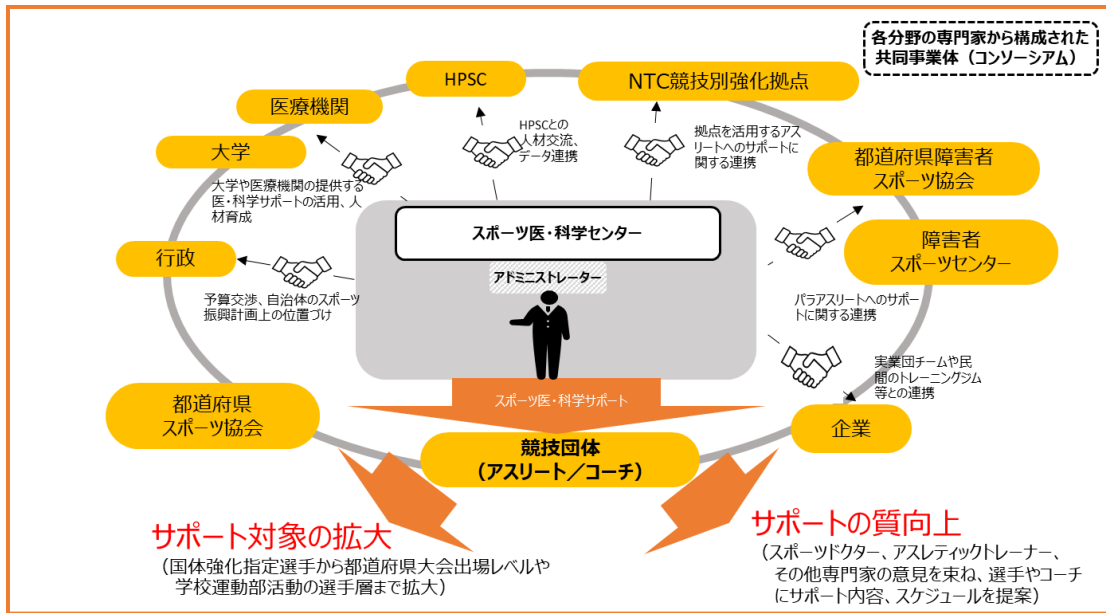 各分野の専門家から構成された
共同事業体（コンソーシアム）
HPSC
NTC競技別強化拠点
医療機関
大学
HPSCとの
人材交流、
データ連携
拠点を活用するアス
リートへのサポートに
関する連携
都道府県障害者
スポーツ協会
大学や医療機関の提供する
医・科学サポートの活用、人
材育成
スポーツ医・科学センター
障害者
スポーツセンター
行政
アドミニストレーター
予算交渉、自治体のスポーツ
振興計画上の位置づけ
パラアスリートへのサポー
トに関する連携
実業団チームや民
間のトレーニングジム
等との連携
スポーツ医・科学サポート
都道府県
スポーツ協会
企業
競技団体
（アスリート／コーチ）
サポート対象の拡大
（国体強化指定選手から都道府県大会出場レベルや
学校運動部活動の選手層まで拡大）
サポートの質向上
（スポーツドクター、アスレティックトレーナー、
その他専門家の意見を束ね、選手やコーチ
にサポート内容、スケジュールを提案）